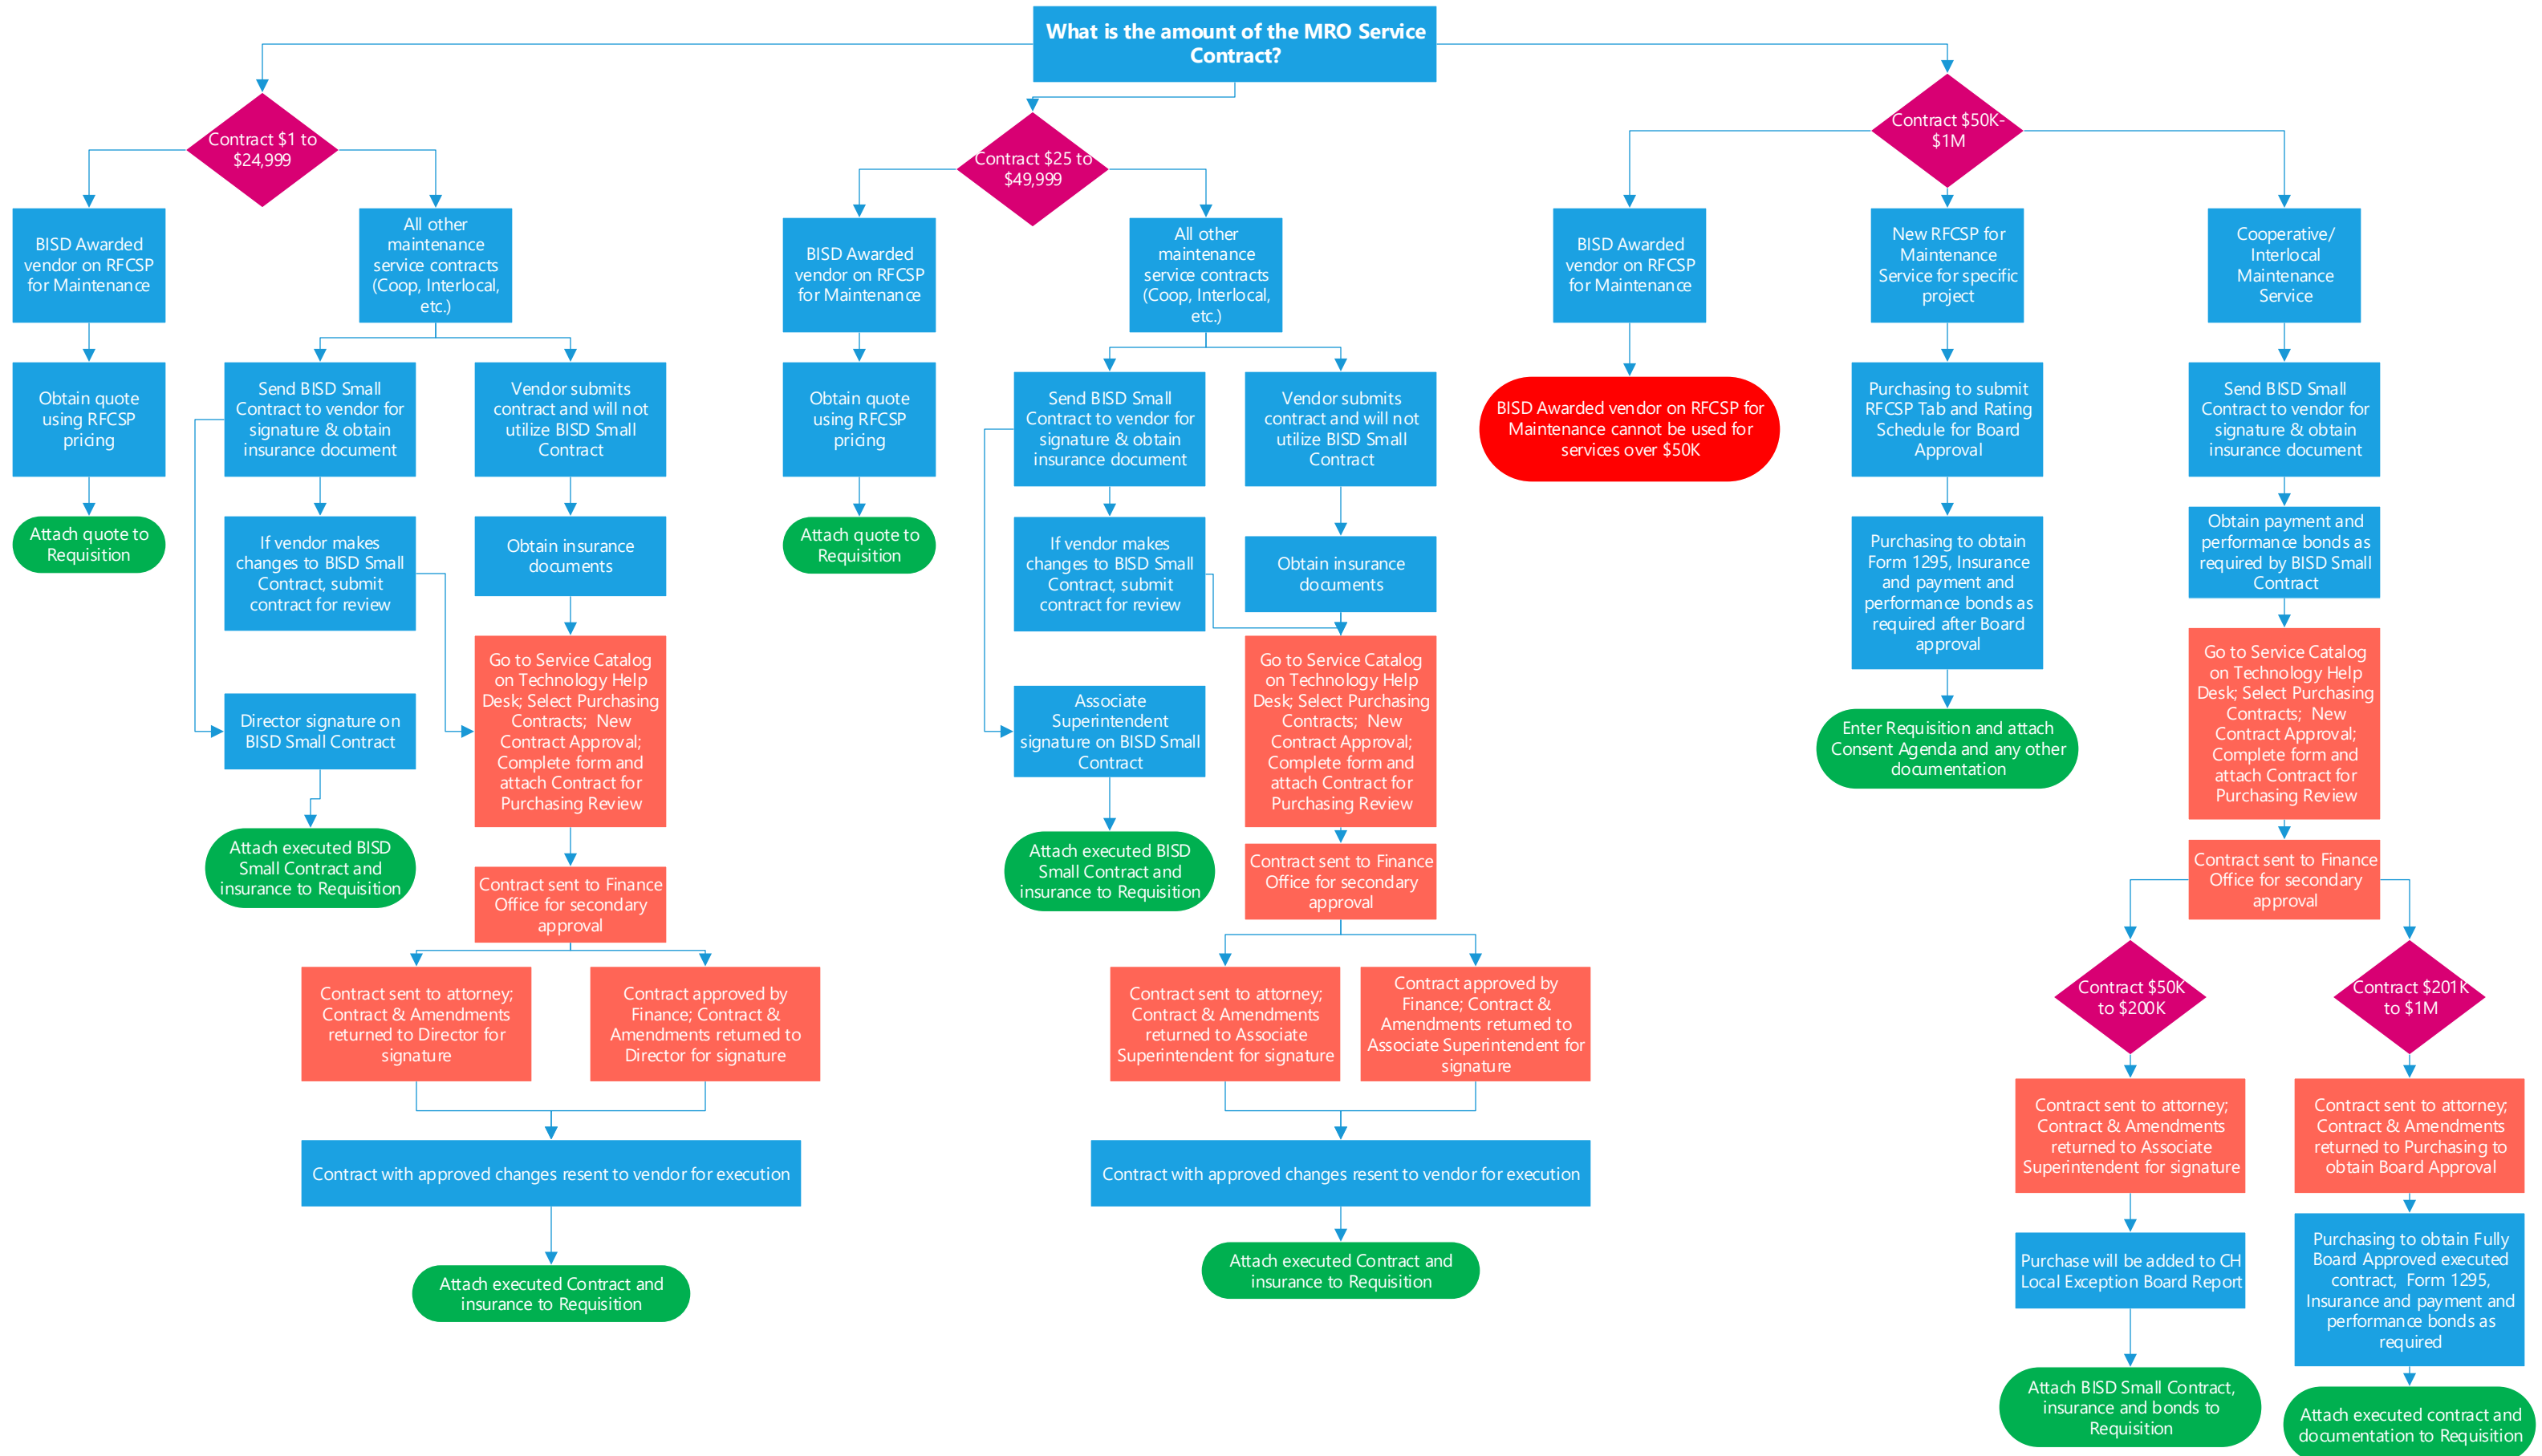 What is the amount of the MRO Service
Contract?
Contract $1 to
$24,999
BISD Awarded
vendor on RFCSP
for Maintenance
Obtain quote
using RFCSP
pricing
Attach quote to
Requisition
All other
maintenance
service contracts
(Coop, Interlocal,
etc.)
Send BISD Small
Contract to vendor for
signature & obtain
insurance document
If vendor makes
changes to BISD Small
Contract, submit
contract for review
Director signature on
BISD Small Contract
Attach executed BISD
Small Contract and
insurance to Requisition
Vendor submits
contract and will not
utilize BISD Small
Contract
Obtain insurance
documents
Go to Service Catalog
on Technology Help
Desk; Select Purchasing
Contracts;  New
Contract Approval;
Complete form and
attach Contract for
Purchasing Review
Contract sent to Finance
Office for secondary
approval
Contract sent to attorney;
Contract & Amendments
returned to Director for
signature
Contract approved by
Finance; Contract &
Amendments returned to
Director for signature
Contract with approved changes resent to vendor for execution
Attach executed Contract and
insurance to Requisition
Contract $25 to
$49,999
BISD Awarded
vendor on RFCSP
for Maintenance
Obtain quote
using RFCSP
pricing
Attach quote to
Requisition
All other
maintenance
service contracts
(Coop, Interlocal,
etc.)
Send BISD Small
Contract to vendor for
signature & obtain
insurance document
If vendor makes
changes to BISD Small
Contract, submit
contract for review
Associate
Superintendent
signature on BISD Small
Contract
Attach executed BISD
Small Contract and
insurance to Requisition
Vendor submits
contract and will not
utilize BISD Small
Contract
Obtain insurance
documents
Go to Service Catalog
on Technology Help
Desk; Select Purchasing
Contracts;  New
Contract Approval;
Complete form and
attach Contract for
Purchasing Review
Contract sent to Finance
Office for secondary
approval
Contract sent to attorney;
Contract & Amendments
returned to Associate
Superintendent for signature
Contract approved by
Finance; Contract &
Amendments returned to
Associate Superintendent for
signature
Contract with approved changes resent to vendor for execution
Attach executed Contract and
insurance to Requisition
Contract $50K-
$1M
BISD Awarded
vendor on RFCSP
for Maintenance
BISD Awarded vendor on RFCSP for
Maintenance cannot be used for
services over $50K
New RFCSP for
Maintenance
Service for specific
project
Purchasing to submit
RFCSP Tab and Rating
Schedule for Board
Approval
Purchasing to obtain
Form 1295, Insurance
and payment and
performance bonds as
required after Board
approval
Enter Requisition and attach
Consent Agenda and any other
documentation
Cooperative/
Interlocal
Maintenance
Service
Send BISD Small
Contract to vendor for
signature & obtain
insurance document
Obtain payment and
performance bonds as
required by BISD Small
Contract
Go to Service Catalog
on Technology Help
Desk; Select Purchasing
Contracts;  New
Contract Approval;
Complete form and
attach Contract for
Purchasing Review
Contract sent to Finance
Office for secondary
approval
Contract $50K
to $200K
Contract sent to attorney;
Contract & Amendments
returned to Associate
Superintendent for signature
Purchase will be added to CH
Local Exception Board Report
Attach BISD Small Contract,
insurance and bonds to
Requisition
Contract $201K
to $1M
Contract sent to attorney;
Contract & Amendments
returned to Purchasing to
obtain Board Approval
Purchasing to obtain Fully
Board Approved executed
contract,  Form 1295,
Insurance and payment and
performance bonds as
required
Attach executed contract and
documentation to Requisition